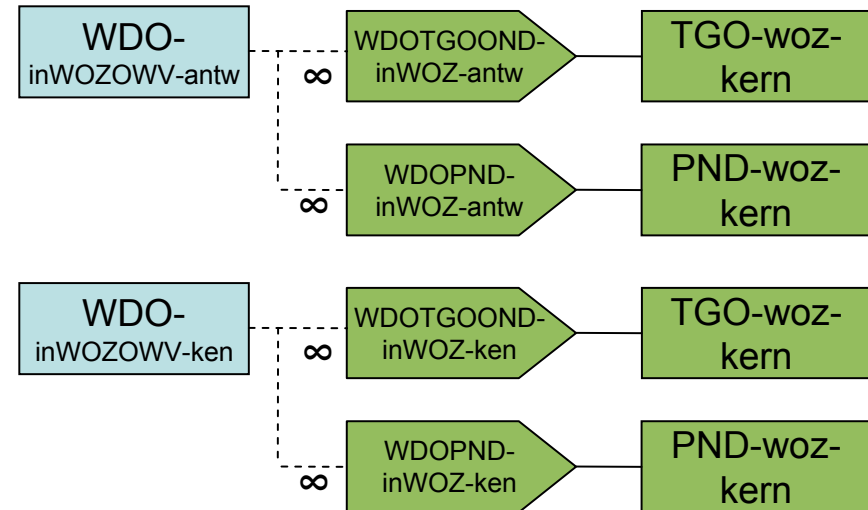 WDO-
inWOZOWV-antw
∞
WDOTGOOND-
inWOZ-antw
TGO-woz-
kern
∞
WDOPND-
inWOZ-antw
PND-woz-
kern
WDO-
inWOZOWV-ken
∞
WDOTGOOND-
inWOZ-ken
TGO-woz-
kern
∞
WDOPND-
inWOZ-ken
PND-woz-
kern